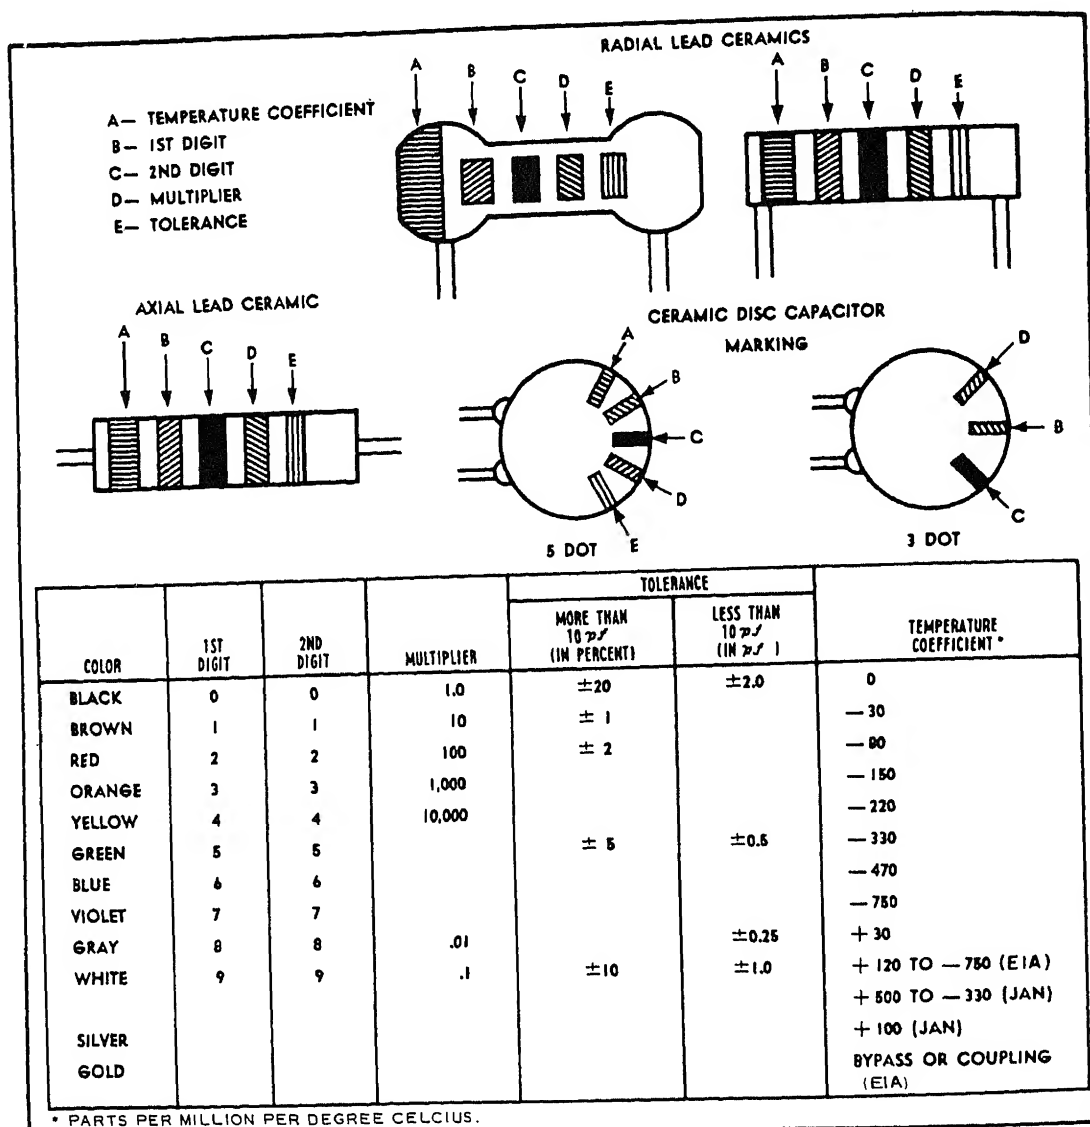 RADIAL LEAD CERAMICS
A B C D E
A B C D E
A— TEMPERATURE COEFFICIENT
B— 1ST DIGIT
C— 2ND DIGIT
D— MULTIPLIER
E— TOLERANCE
AXIAL LEAD CERAMIC
A B C D E
CERAMIC DISC CAPACITOR
MARKING
A
B
C
D
E
5 DOT
D
B
C
3 DOT
TOLERANCE
COLOR 1ST DIGIT 2ND DIGIT MULTIPLIER MORE THAN 10 pf (IN PERCENT) LESS THAN 10 pf (IN pf ) TEMPERATURE COEFFICIENT *
BLACK 0 0 1.0 ±20 ±2.0 0
BROWN 1 1 10 ± 1 — 30
RED 2 2 100 ± 2 — 80
ORANGE 3 3 1,000 — 150
YELLOW 4 4 10,000 — 220
GREEN 5 5 ± 5 ±0.5 — 330
BLUE 6 6 — 470
VIOLET 7 7 — 750
GRAY 8 8 .01 ±0.25 + 30
WHITE 9 9 .1 ±10 ±1.0 + 120 TO — 750 (EIA)
+ 500 TO — 330 (JAN)
SILVER + 100 (JAN)
GOLD BYPASS OR COUPLING
(EIA)
* PARTS PER MILLION PER DEGREE CELCIUS.